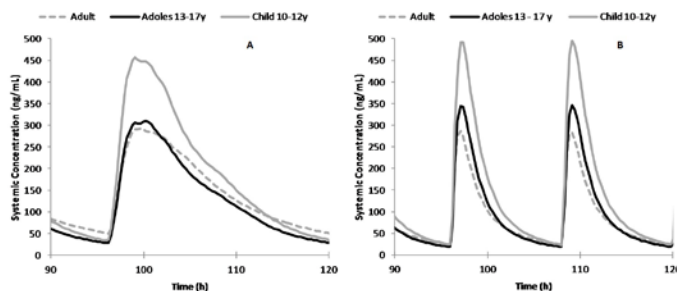 Adult Adoles 13-17y Child 10-12y
A
Systemic Concentration (ng/mL)
500
450
400
350
300
250
200
150
100
50
0
90 100 110 120
Time (h)
Adult Adoles 13 - 17 y Child 10-12y
B
Systemic Concentration (ng/mL)
500
450
400
350
300
250
200
150
100
50
0
90 100 110 120
Time (h)